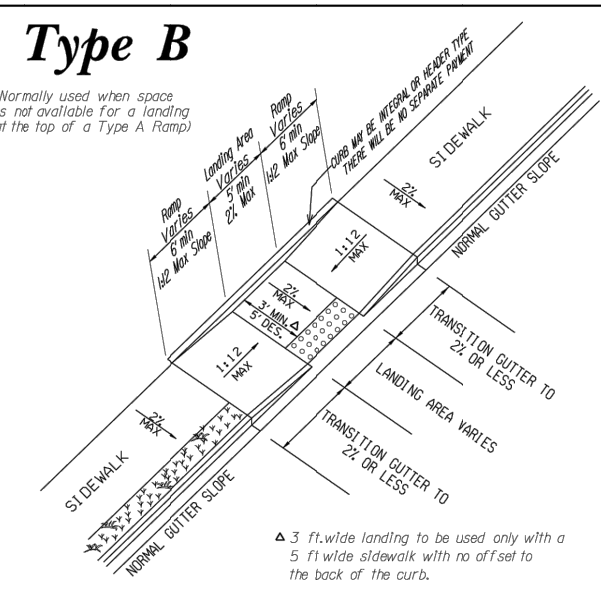 Type B
Normally used when space
s not available for a landing
at the top of a Type A Ramp)
Ramp
Varies
6' min
1:12 Max Slope
Landing Area
Varies
5' min
2% Max
Ramp
Varies
6' min
1:12 Max Slope
CURB MAY BE INTEGRAL OR HEADER TYPE
THERE WILL BE NO SEPARATE PAYMENT
SIDEWALK
2%
MAX
NORMAL GUTTER SLOPE
1:12
MAX
2%
MAX
3' MIN. Δ
5' DES.
1:12
MAX
TRANSITION GUTTER TO
2% OR LESS
LANDING AREA VARIES
TRANSITION GUTTER TO
2% OR LESS
2%
MAX
SIDEWALK
NORMAL GUTTER SLOPE
Δ 3 ft.wide landing to be used only with a
5 ft wide sidewalk with no offset to
the back of the curb.